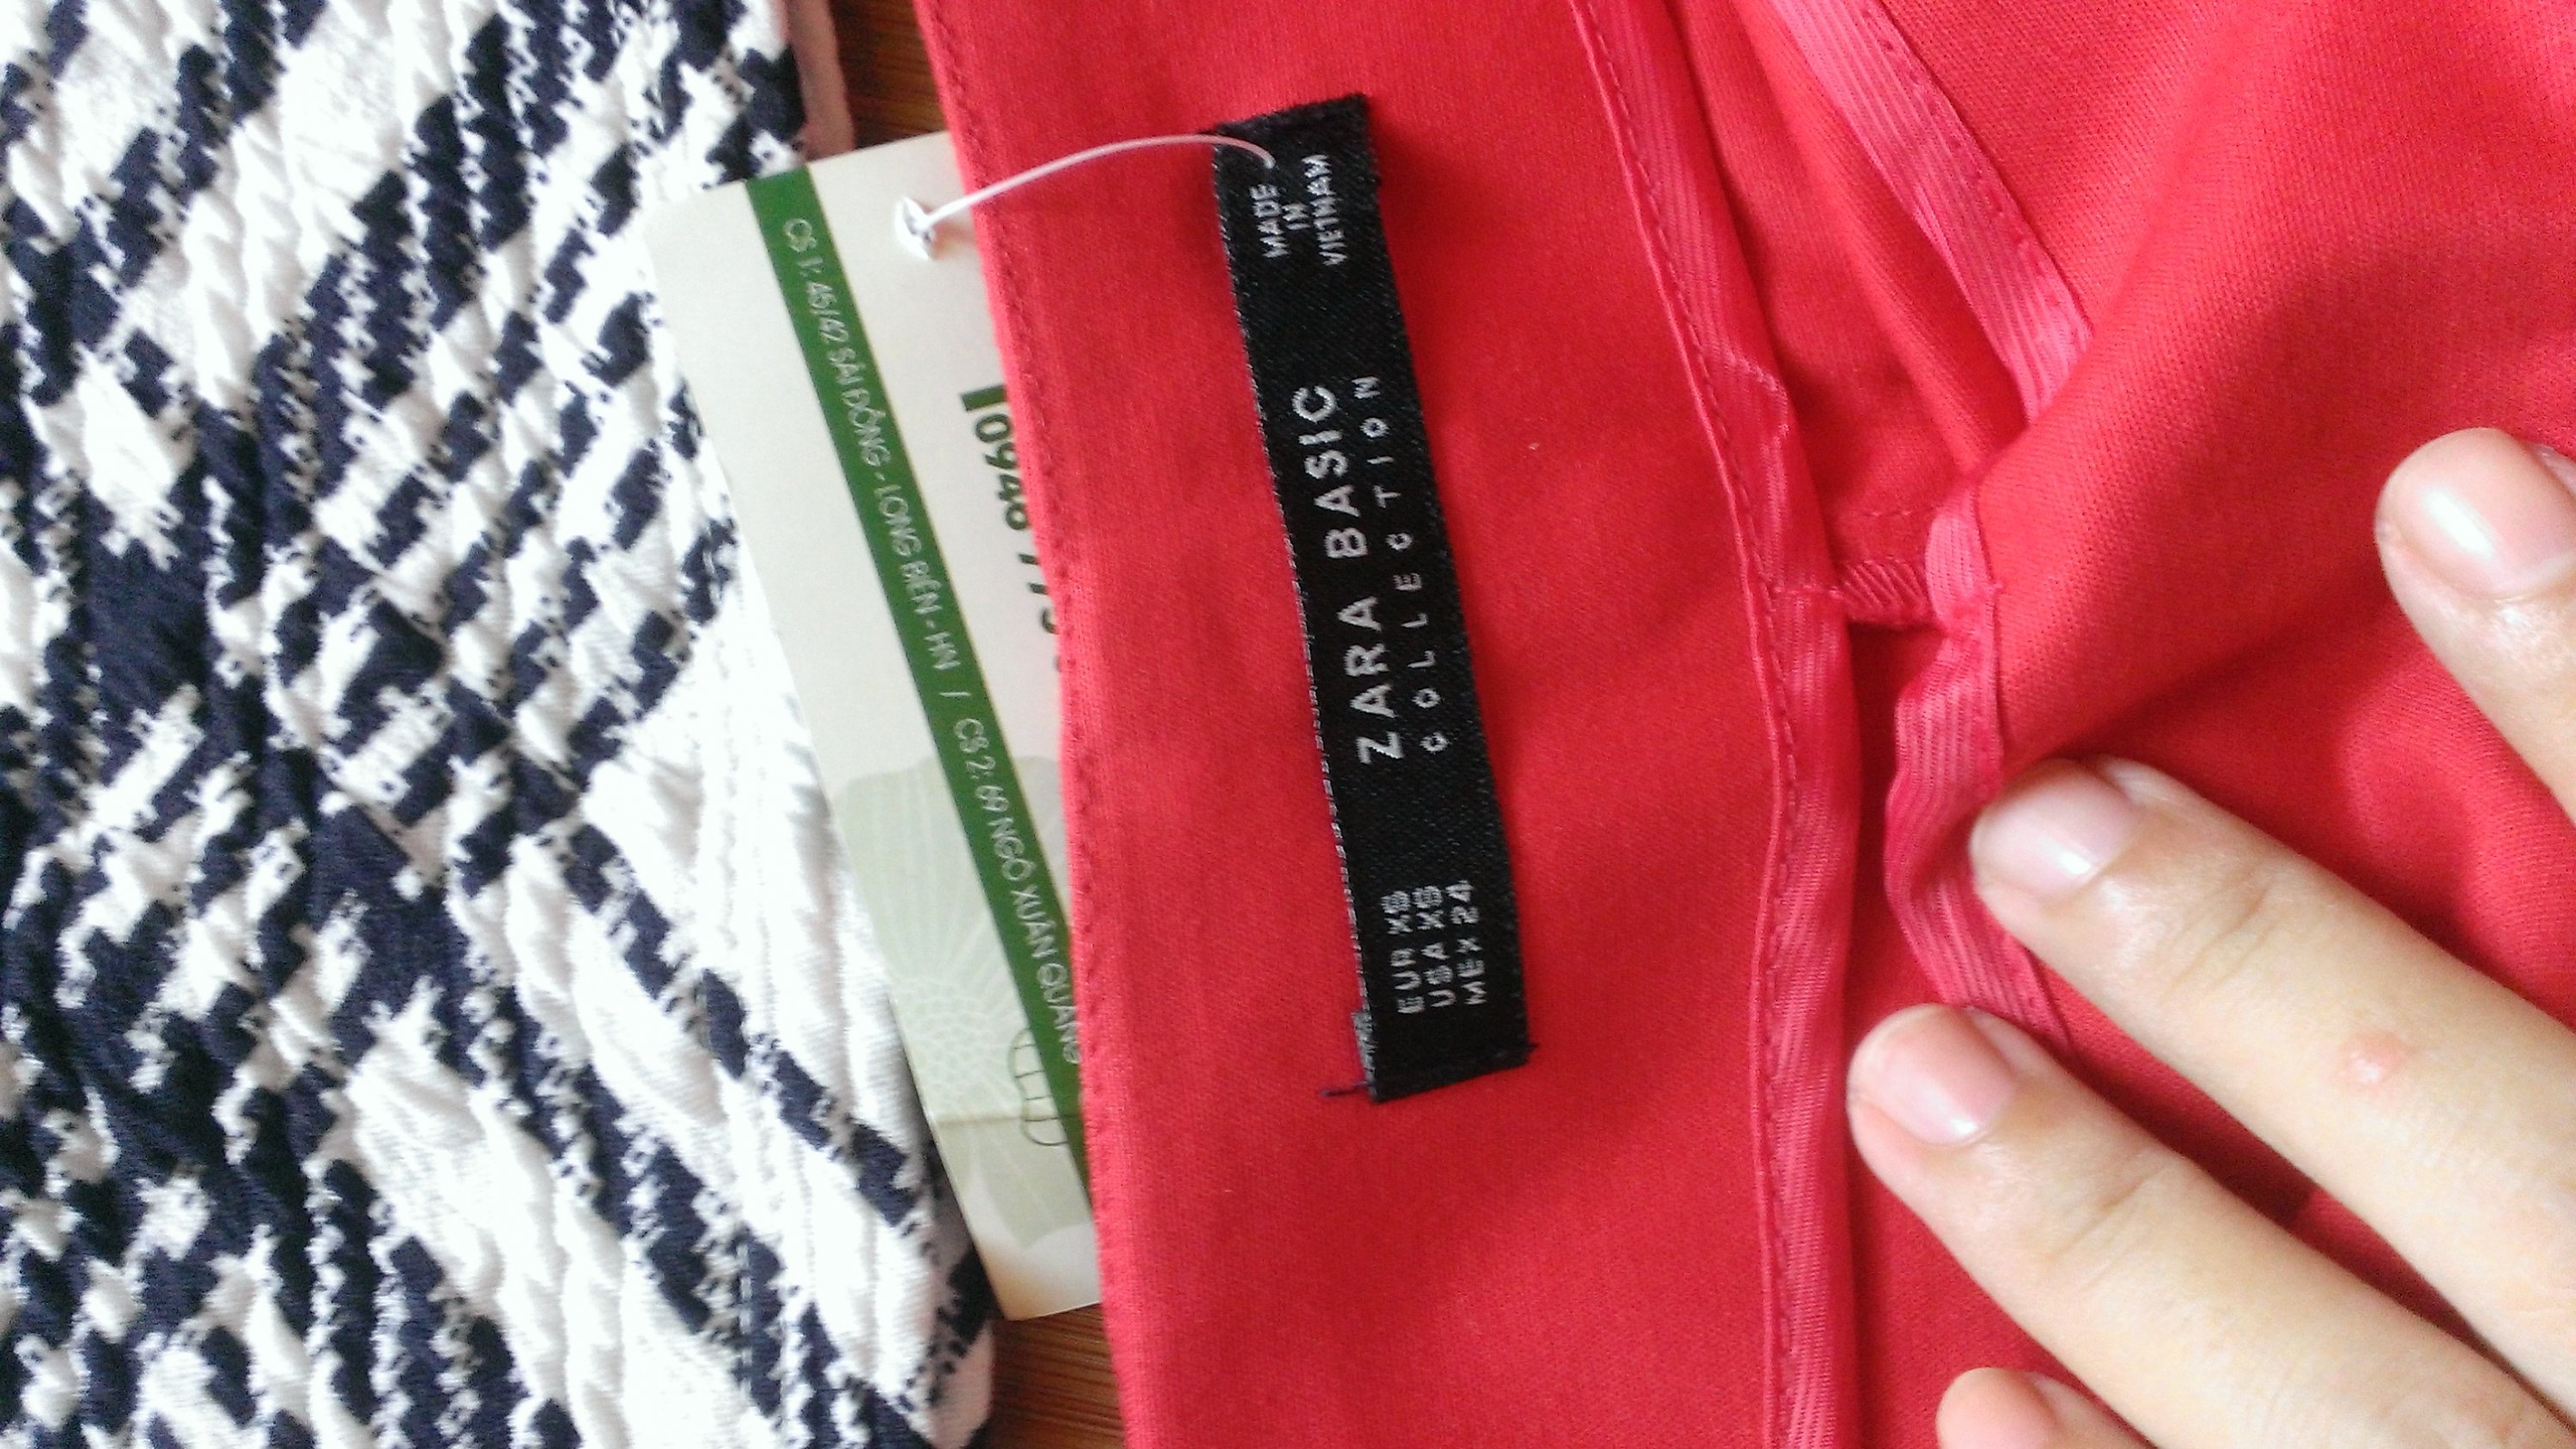 MADE
IN
VIETNAM
ZARA BASIC
COLLECTION
EUR XS
USA XS
MEX 24
CS 1: 45/42 SÀI ĐỒNG - LONG BIÊN - HN / CS 2: 69 NGÔ XUÂN QUẢNG